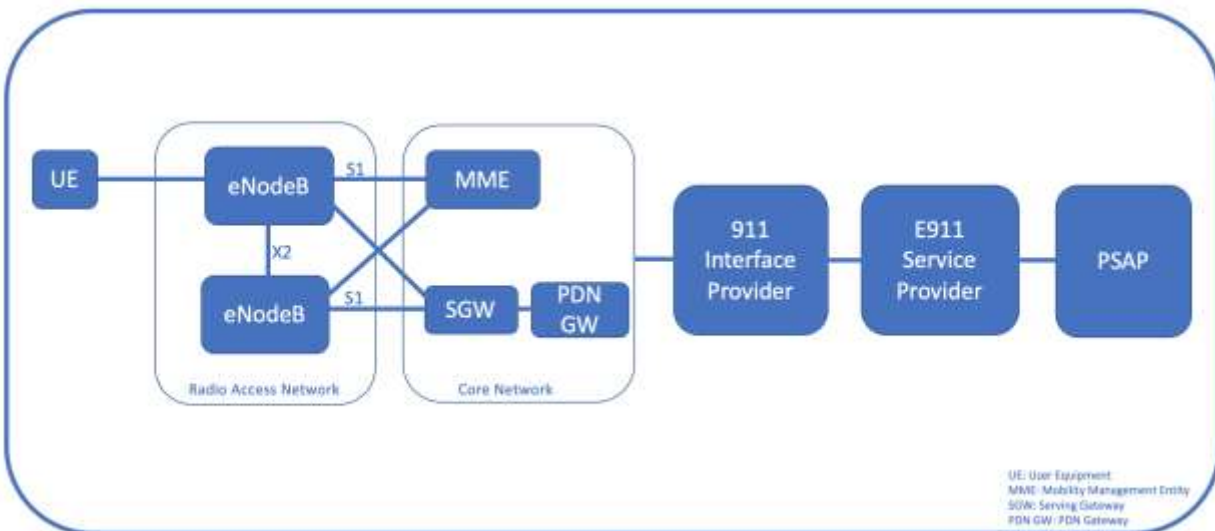 UE
eNodeB
S1
MME
X2
eNodeB
S1
SGW
PDN
GW
Radio Access Network
Core Network
911
Interface
Provider
E911
Service
Provider
PSAP
UE: User Equipment
MME: Mobility Management Entity
SGW: Serving Gateway
PDN GW: PDN Gateway